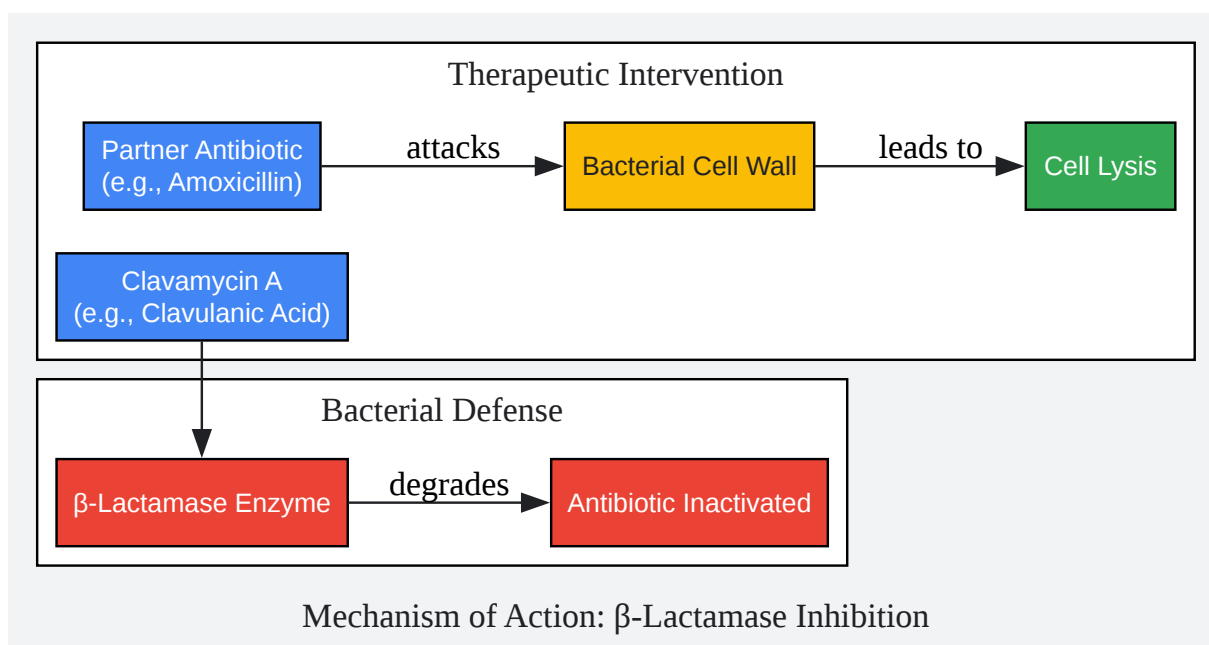 Therapeutic Intervention
Partner Antibiotic
(e.g., Amoxicillin)
attacks
Bacterial Cell Wall
leads to
Cell Lysis
Clavamycin A
(e.g., Clavulanic Acid)
Bacterial Defense
β-Lactamase Enzyme
degrades
Antibiotic Inactivated
Mechanism of Action: β-Lactamase Inhibition